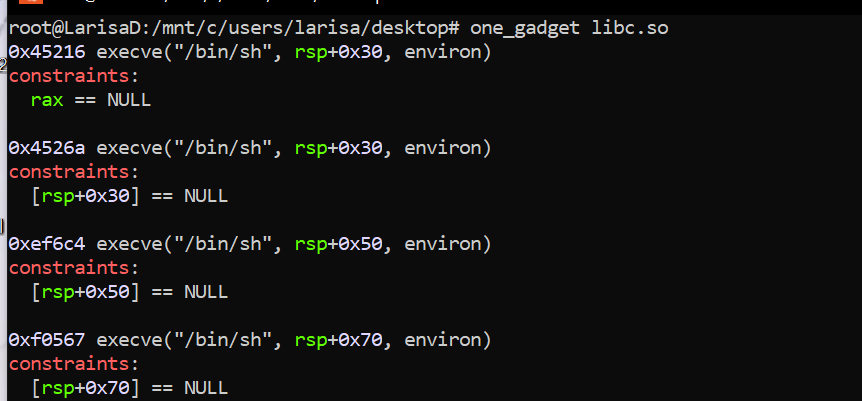 root@LarisaD:/mnt/c/users/larisa/desktop# one_gadget libc.so
0x45216 execve("/bin/sh", rsp+0x30, environ)
constraints:
  rax == NULL

0x4526a execve("/bin/sh", rsp+0x30, environ)
constraints:
  [rsp+0x30] == NULL

0xef6c4 execve("/bin/sh", rsp+0x50, environ)
constraints:
  [rsp+0x50] == NULL

0xf0567 execve("/bin/sh", rsp+0x70, environ)
constraints:
  [rsp+0x70] == NULL